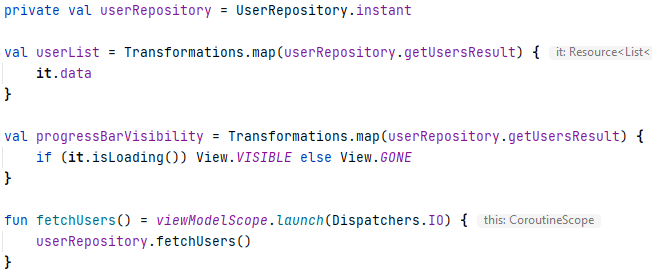 private val userRepository = UserRepository.instant
val userList = Transformations.map(userRepository.getUsersResult) { it: Resource<List<
it.data
}
val progressBarVisibility = Transformations.map(userRepository.getUsersResult) {
if (it.isLoading()) View.VISIBLE else View.GONE
}
fun fetchUsers() = viewModelScope.launch(Dispatchers.IO) { this: CoroutineScope
userRepository.fetchUsers()
}